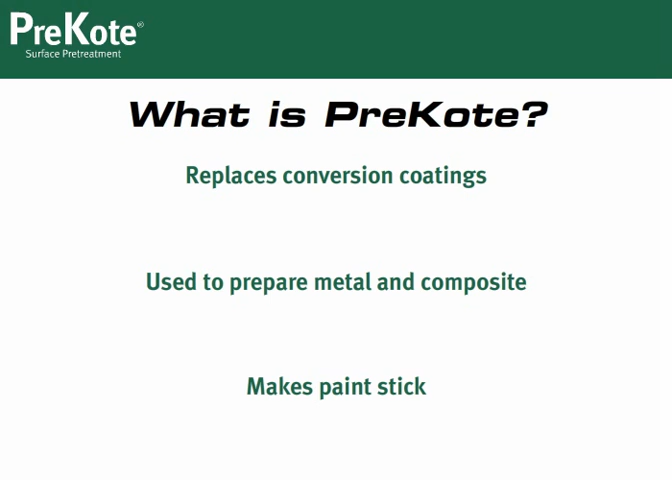 PreKote®
Surface Pretreatment
What is PreKote?
Replaces conversion coatings
Used to prepare metal and composite
Makes paint stick